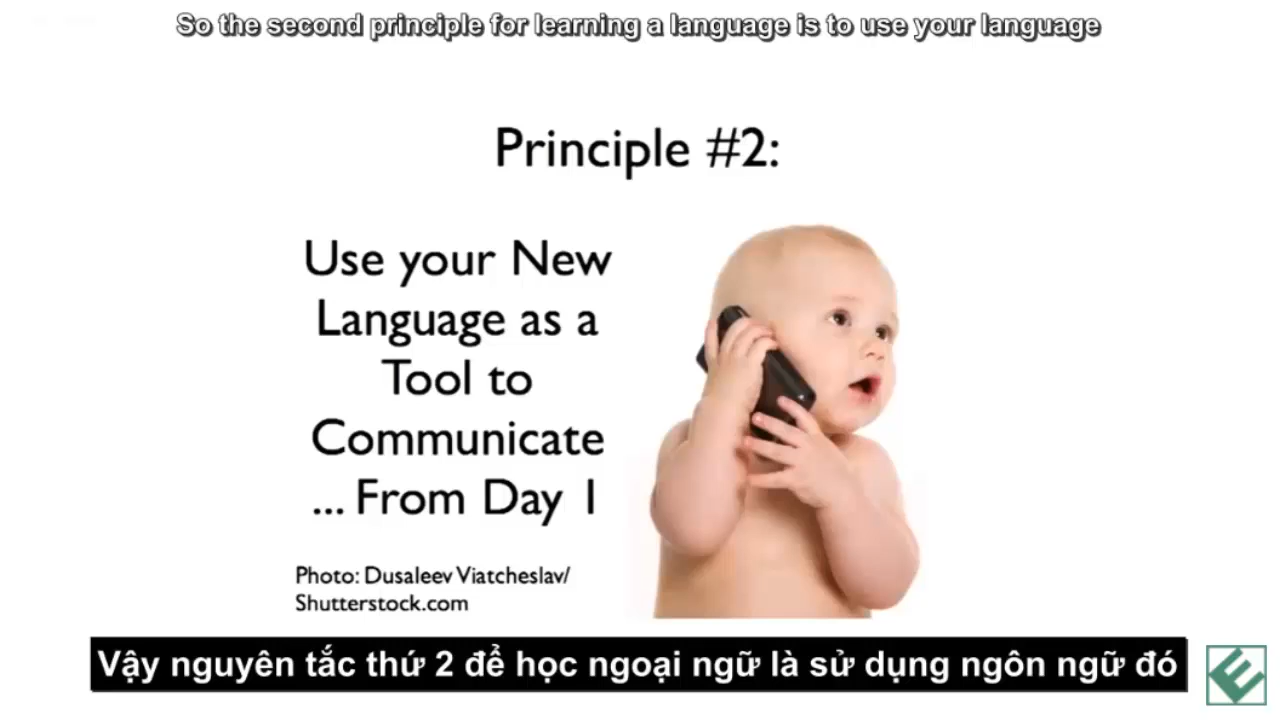 So the second principle for learning a language is to use your language
Principle #2:
Use your New
Language as a
Tool to
Communicate
... From Day 1
Photo: Dusaleev Viatcheslav/
Shutterstock.com
Vậy nguyên tắc thứ 2 để học ngoại ngữ là sử dụng ngôn ngữ đó
E